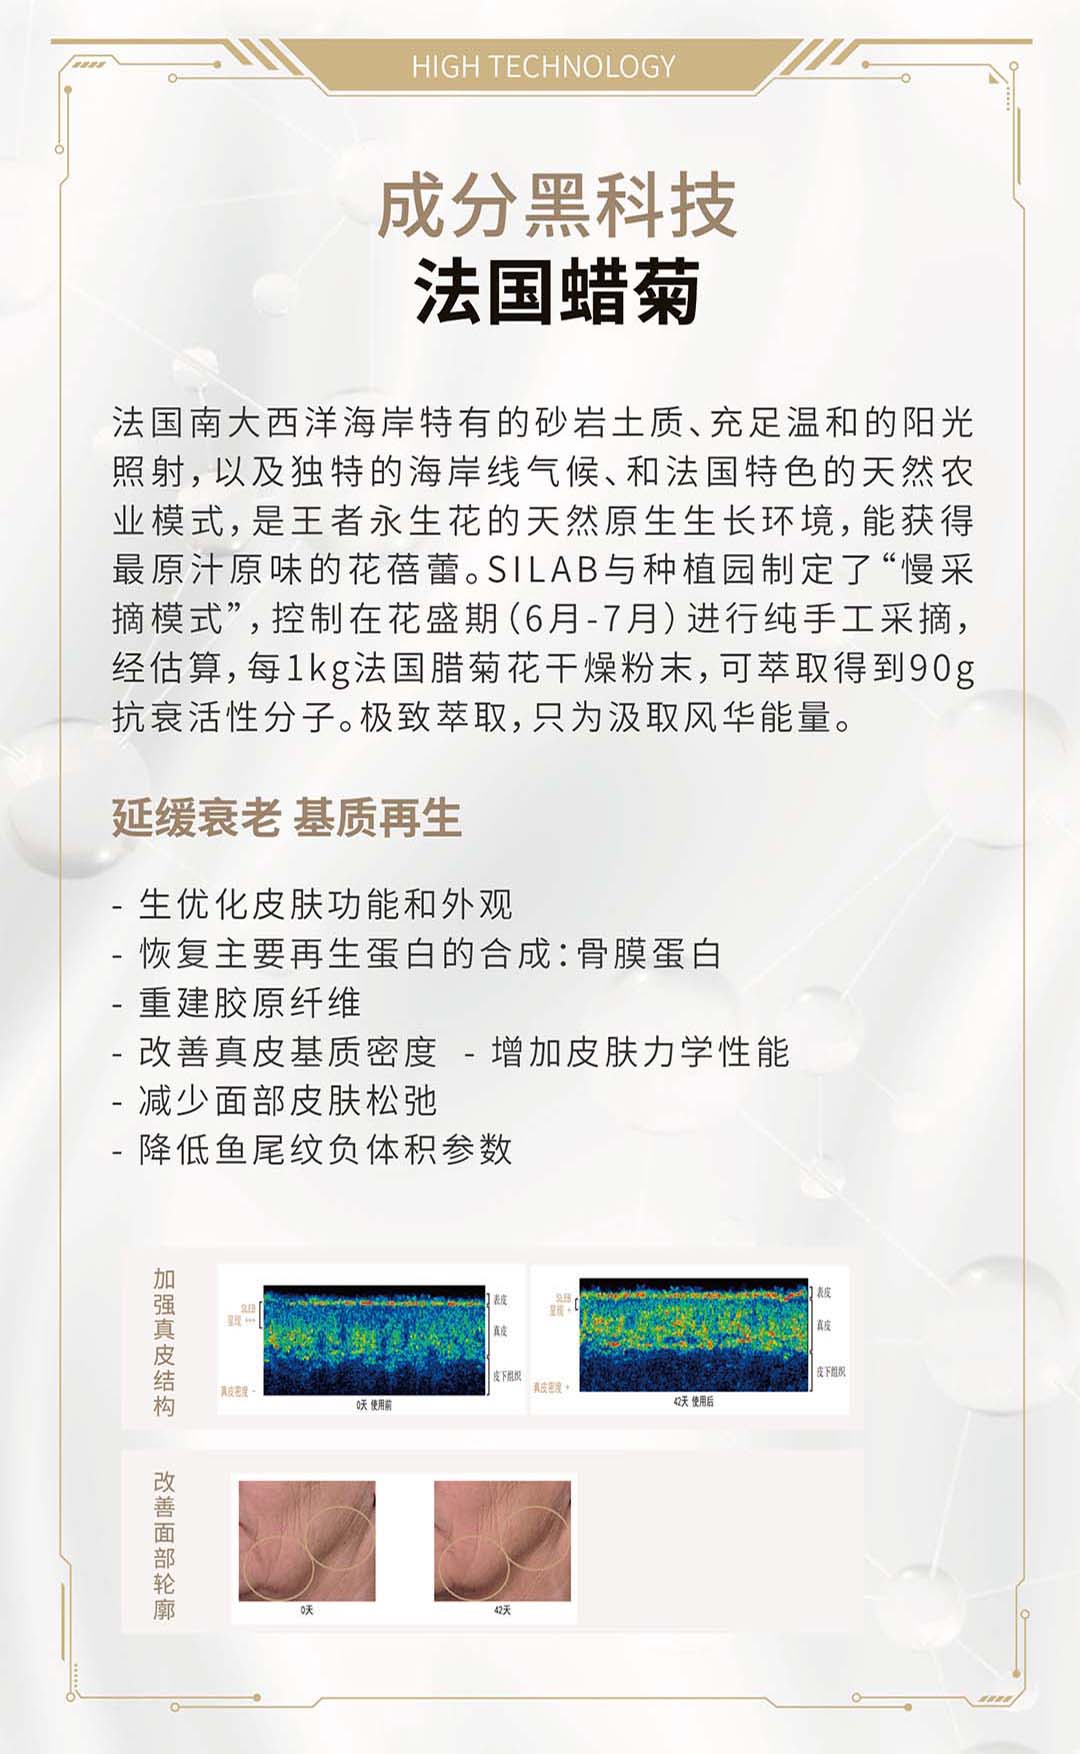 HIGH TECHNOLOGY
成分黑科技
法国蜡菊
法国南大西洋海岸特有的砂岩土质、充足温和的阳光
照射，以及独特的海岸线气候、和法国特色的天然农
业模式，是王者永生花的天然原生生长环境，能获得
最原汁原味的花蓓蕾。SILAB与种植园制定了“慢采
摘模式”，控制在花盛期（6月-7月）进行纯手工采摘，
经估算，每1kg法国腊菊花干燥粉末，可萃取得到90g
抗衰活性分子。极致萃取，只为汲取风华能量。
延缓衰老 基质再生
- 生优化皮肤功能和外观
- 恢复主要再生蛋白的合成：骨膜蛋白
- 重建胶原纤维
- 改善真皮基质密度 - 增加皮肤力学性能
- 减少面部皮肤松弛
- 降低鱼尾纹负体积参数
加强真皮结构
SLEB
呈现 +++
真皮密度 -
表皮
真皮
皮下组织
0天 使用前
SLEB
呈现 +
真皮密度 +
表皮
真皮
皮下组织
42天 使用后
改善面部轮廓
0天
42天